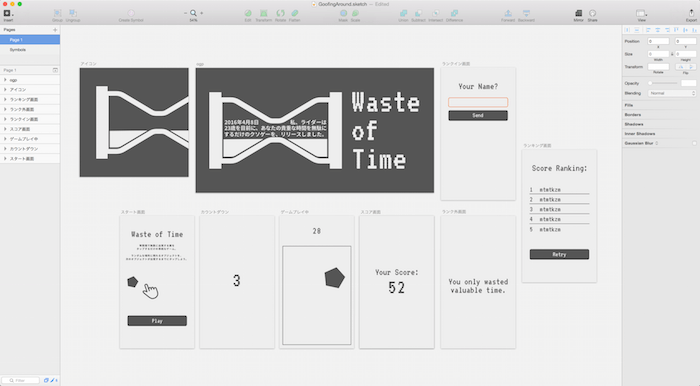 GoofingAround.sketch — Edited
Insert
Group
Ungroup
Create Symbol
64%
Edit
Transform
Rotate
Flatten
Mask
Scale
Union
Subtract
Intersect
Difference
Forward
Backward
Mirror
Share
View
Export
Pages
Page 1
Symbols
Page 1
ogp
アイコン
ランキング画面
ランク外画面
ランクイン画面
スコア画面
ゲームプレイ中
カウントダウン
スタート画面
Filter
アイコン
ogp
2016年4月8日 私、ライダーは
23歳を目前に、あなたの貴重な時間を無駄に
するだけのクソゲーを、リリースしました。
Waste
of
Time
ランクイン画面
Your Name?
Send
ランキング画面
Score Ranking:
1 mtmtkzm
2 mtmtkzm
3 mtmtkzm
4 mtmtkzm
5 mtmtkzm
Retry
スタート画面
Waste of Time
Play
カウントダウン
3
ゲームプレイ中
28
スコア画面
Your Score:
52
ランク外画面
You only wasted
valuable time.
Position
X
Y
Size
Width
Height
Transform
Rotate
Flip
Opacity
Blending
Normal
Fills
Borders
Shadows
Inner Shadows
Gaussian Blur